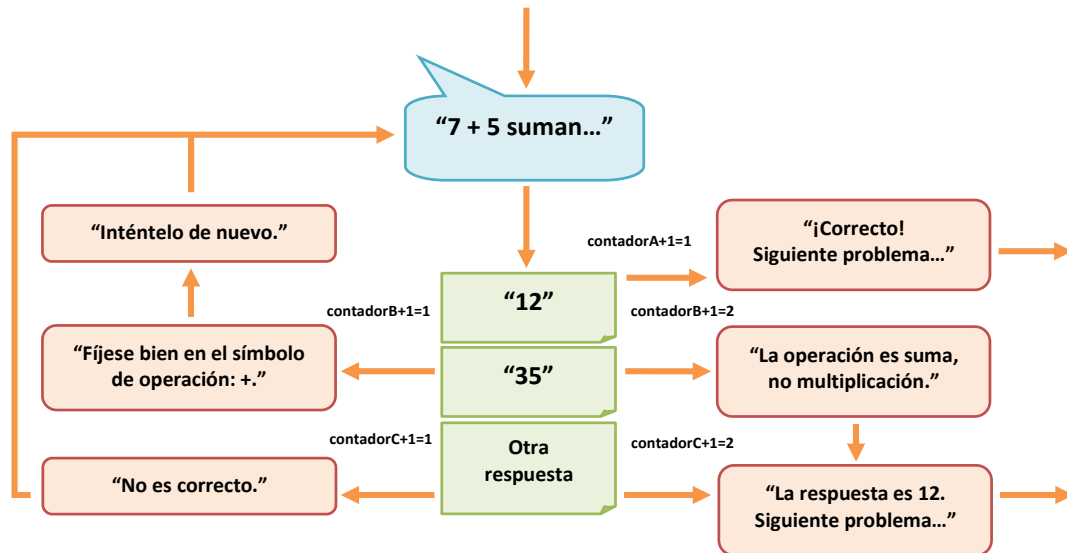 “7 + 5 suman…”
“Inténtelo de nuevo.”
contadorA+1=1
“¡Correcto!
Siguiente problema…”
“12”
contadorB+1=1
contadorB+1=2
“Fíjese bien en el símbolo
de operación: +.”
“35”
“La operación es suma,
no multiplicación.”
contadorC+1=1
Otra
respuesta
contadorC+1=2
“No es correcto.”
“La respuesta es 12.
Siguiente problema…”